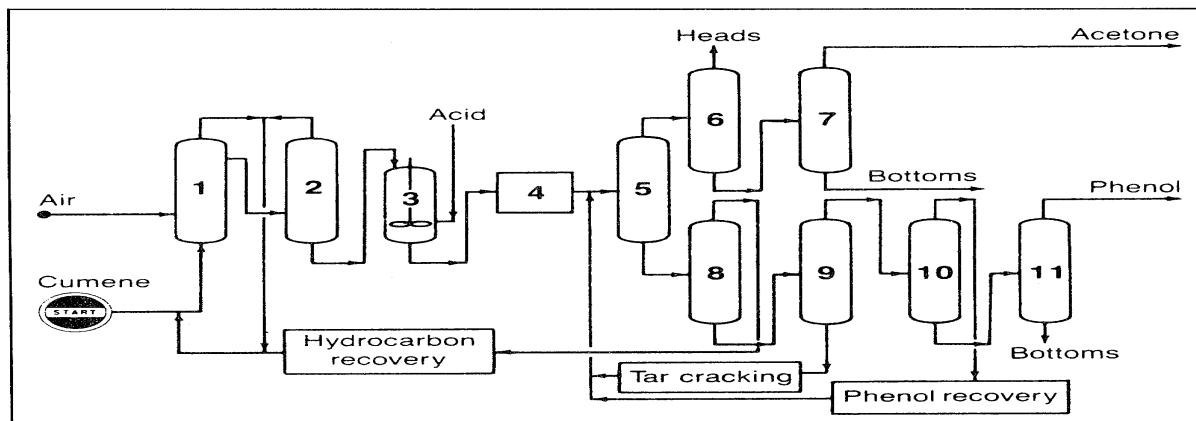 Heads
Acetone
Acid
6
7
1
2
3
4
5
Air
Bottoms
Phenol
8
9
10
11
Cumene
START
Hydrocarbon
recovery
Bottoms
Tar cracking
Phenol recovery